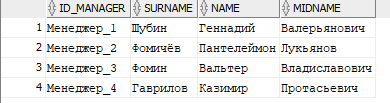 ID_MANAGER SURNAME NAME MIDNAME
1 Менеджер_1 Шубин Геннадий Валерьянович
2 Менеджер_2 Фомичёв Пантелеймон Лукьянов
3 Менеджер_3 Фомин Вальтер Владиславович
4 Менеджер_4 Гаврилов Казимир Протасьевич